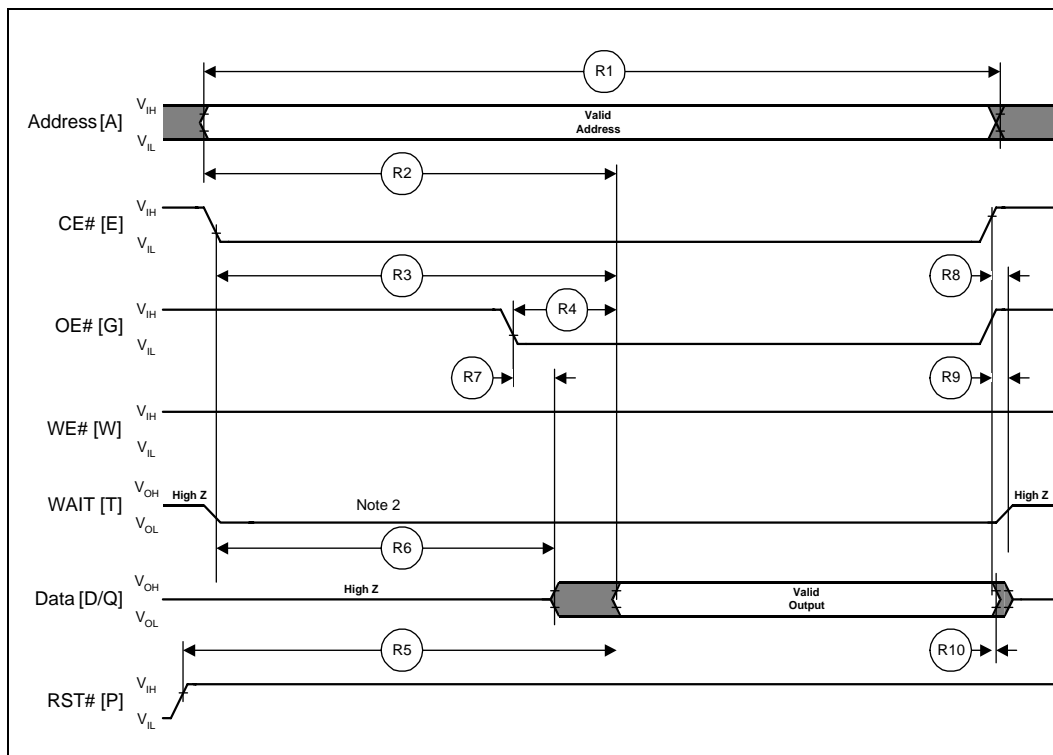 R1
V_IH
Address [A]
V_IL
Valid
Address
R2
V_IH
CE# [E]
V_IL
R3
R8
V_IH
OE# [G]
V_IL
R4
R7
R9
V_IH
WE# [W]
V_IL
V_OH
WAIT [T]
V_OL
High Z
Note 2
High Z
R6
V_OH
Data [D/Q]
V_OL
High Z
Valid
Output
R5
R10
V_IH
RST# [P]
V_IL